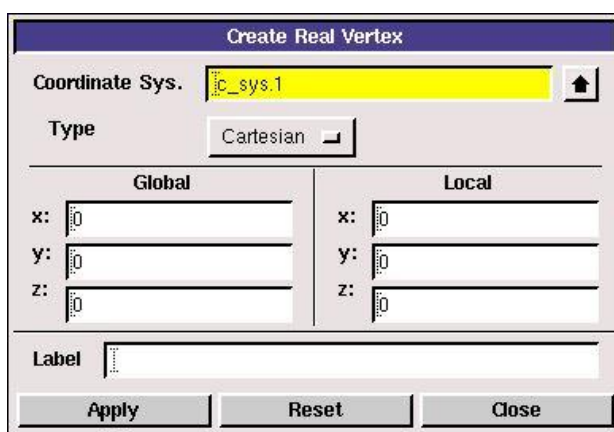 Create Real Vertex
Coordinate Sys. c_sys.1
Type Cartesian
Global Local
x: 0 x: 0
y: 0 y: 0
z: 0 z: 0
Label
Apply Reset Close